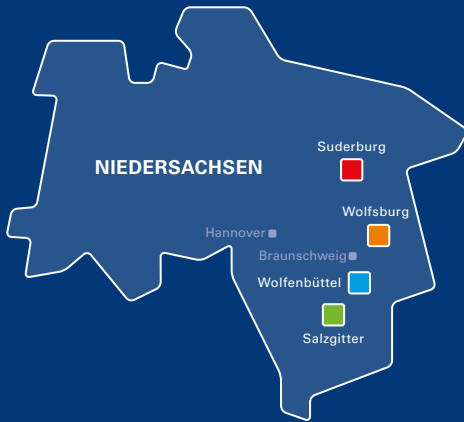 Suderburg
NIEDERSACHSEN
Wolfsburg
Hannover
Braunschweig
Wolfenbüttel
Salzgitter